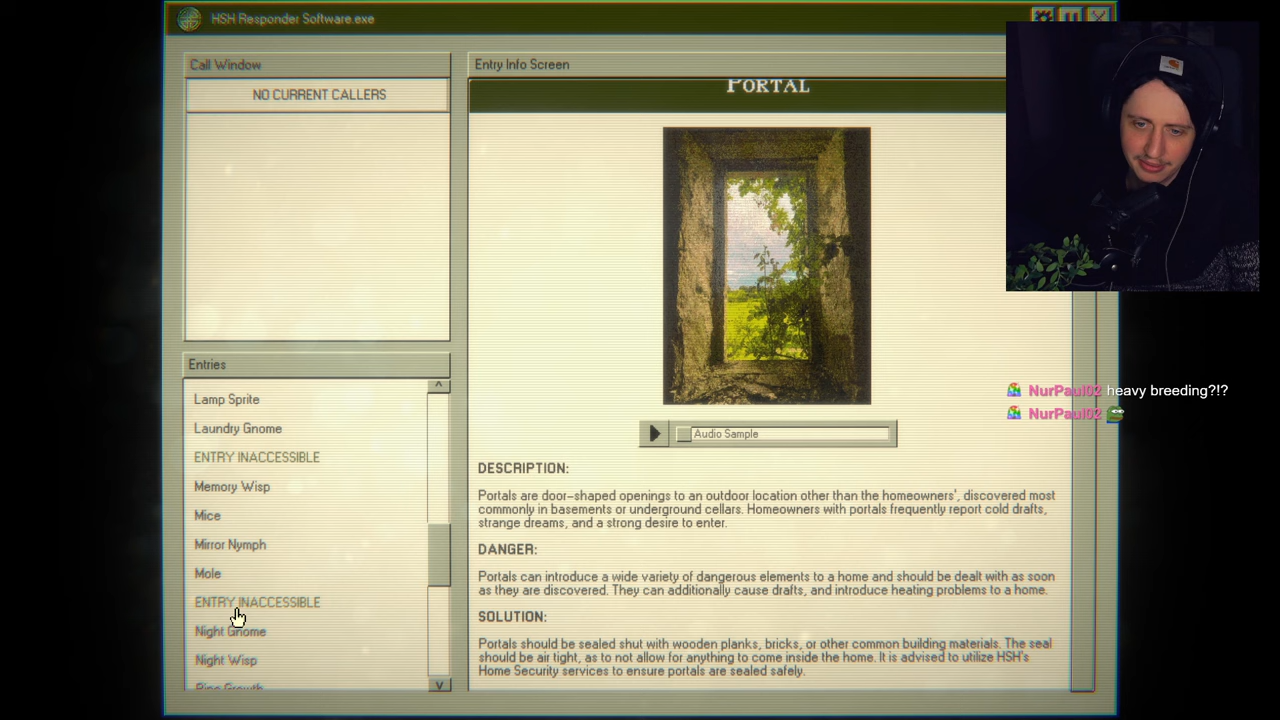 HSH Responder Software.exe
Call Window
NO CURRENT CALLERS
Entries
Lamp Sprite
Laundry Gnome
ENTRY INACCESSIBLE
Memory Wisp
Mice
Mirror Nymph
Mole
ENTRY INACCESSIBLE
Night Gnome
Night Wisp
Entry Info Screen
PORTAL
Audio Sample
DESCRIPTION:
Portals are door-shaped openings to an outdoor location other than the homeowners', discovered most
commonly in basements or underground cellars. Homeowners with portals frequently report cold drafts,
strange dreams, and a strong desire to enter.
DANGER:
Portals can introduce a wide variety of dangerous elements to a home and should be dealt with as soon
as they are discovered. They can additionally cause drafts, and introduce heating problems to a home.
SOLUTION:
Portals should be sealed shut with wooden planks, bricks, or other common building materials. The seal
should be air tight, as to not allow for anything to come inside the home. It is advised to utilize HSH's
Home Security services to ensure portals are sealed safely.
NurPaul02 heavy breeding?!?
NurPaul02